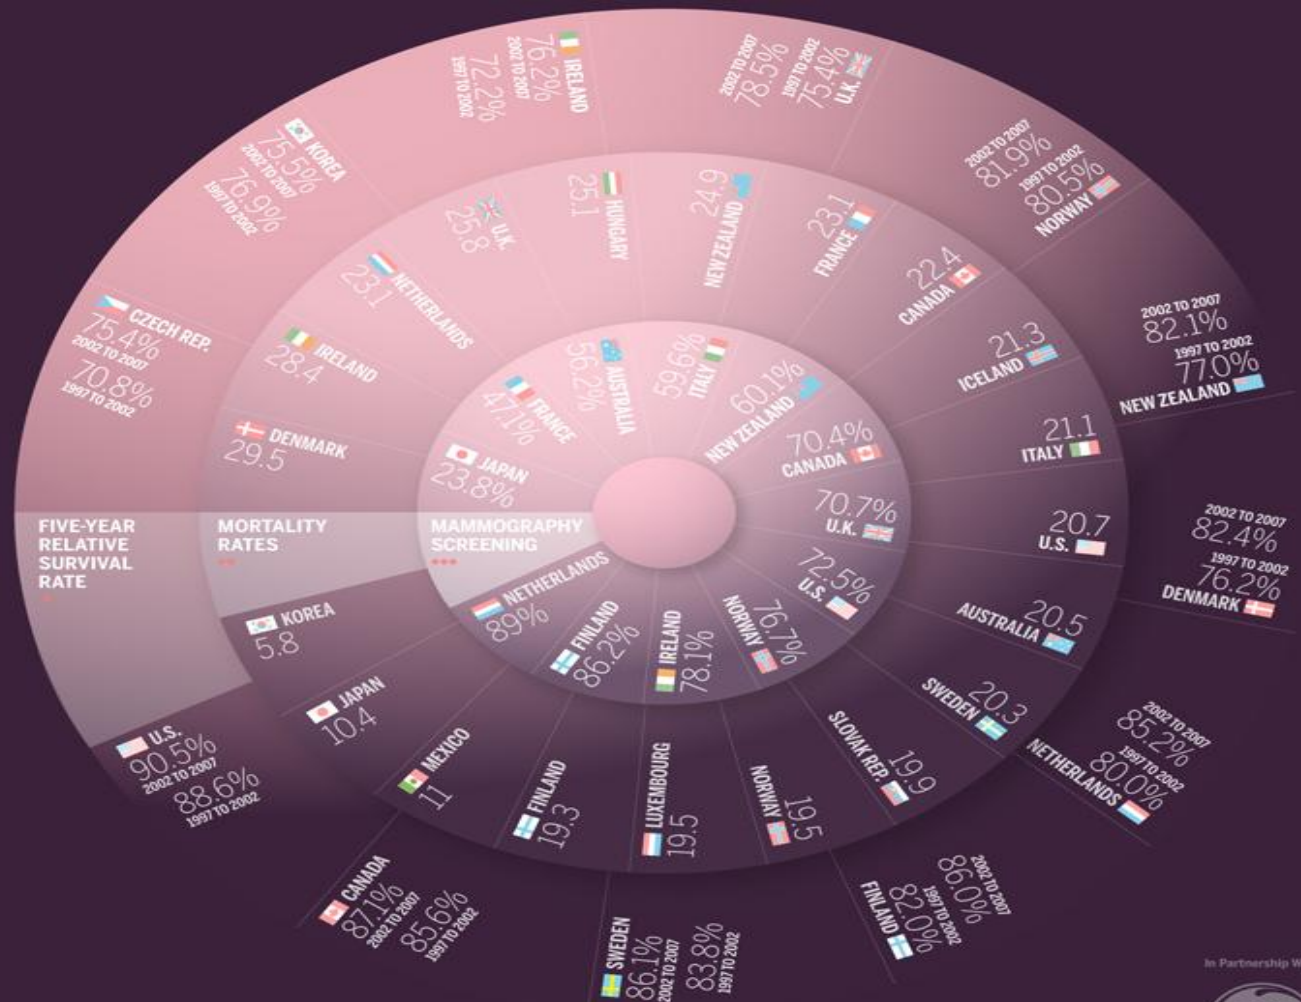 FIVE-YEAR
RELATIVE
SURVIVAL
RATE
CZECH REP.
75.4%
2002 TO 2007
70.8%
1997 TO 2002
KOREA
75.5%
2002 TO 2007
76.9%
1997 TO 2002
IRELAND
76.2%
2002 TO 2007
72.2%
1997 TO 2002
2002 TO 2007
78.5%
1997 TO 2002
75.4%
U.K.
2002 TO 2007
81.9%
1997 TO 2002
80.5%
NORWAY
2002 TO 2007
82.1%
1997 TO 2002
77.0%
NEW ZEALAND
2002 TO 2007
82.4%
1997 TO 2002
76.2%
DENMARK
2002 TO 2007
85.2%
1997 TO 2002
80.0%
NETHERLANDS
2002 TO 2007
86.0%
1997 TO 2002
82.0%
FINLAND
SWEDEN
86.1%
2002 TO 2007
83.8%
1997 TO 2002
CANADA
87.1%
2002 TO 2007
85.6%
1997 TO 2002
U.S.
90.5%
2002 TO 2007
88.6%
1997 TO 2002
MORTALITY
RATES
**
DENMARK
29.5
IRELAND
28.4
NETHERLANDS
23.1
U.K.
25.8
HUNGARY
25.1
24.9
NEW ZEALAND
23.1
FRANCE
22.4
CANADA
21.3
ICELAND
21.1
ITALY
20.7
U.S.
20.5
AUSTRALIA
20.3
SWEDEN
19.9
SLOVAK REP.
19.5
NORWAY
LUXEMBOURG
19.5
FINLAND
19.3
MEXICO
11
JAPAN
10.4
KOREA
5.8
MAMMOGRAPHY
SCREENING
***
JAPAN
23.8%
FRANCE
47.1%
AUSTRALIA
56.2%
59.6%
ITALY
60.1%
NEW ZEALAND
70.4%
CANADA
70.7%
U.K.
72.5%
U.S.
76.7%
NORWAY
IRELAND
78.1%
FINLAND
86.2%
NETHERLANDS
89%
In Partnership W